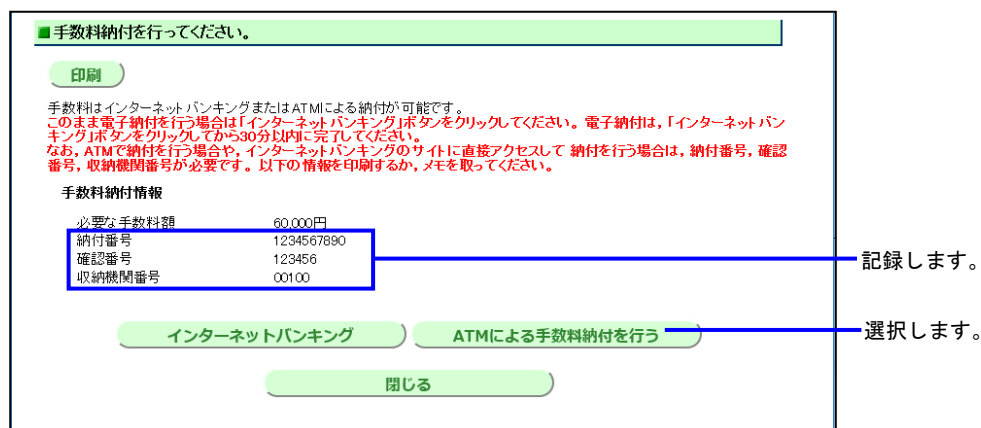 ■手数料納付を行ってください。
印刷
手数料はインターネットバンキングまたはATMによる納付が可能です。
このまま電子納付を行う場合は「インターネットバンキング」ボタンをクリックしてください。電子納付は，「インターネットバン
キング」ボタンをクリックしてから30分以内に完了してください。
なお，ATMで納付を行う場合や，インターネットバンキングのサイトに直接アクセスして 納付を行う場合は，納付番号，確認
番号，収納機関番号が必要です。以下の情報を印刷するか，メモを取ってください。
手数料納付情報
必要な手数料額 60,000円
納付番号 1234567890
確認番号 123456
収納機関番号 00100
記録します。
インターネットバンキング ATMによる手数料納付を行う 選択します。
閉じる